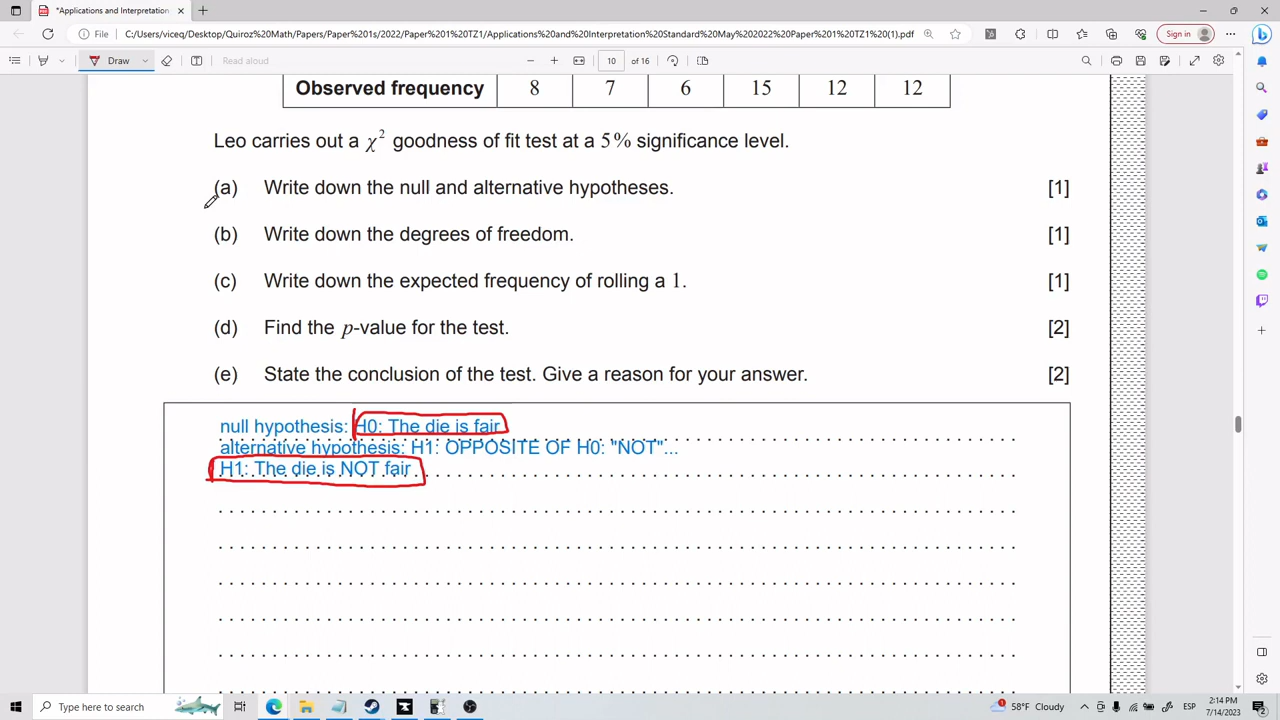 *Applications and Interpretation
File
C:/Users/viceq/Desktop/Quiroz%20Math/Papers/Paper%201s/2022/Paper%201%20TZ1/Applications%20and%20Interpretation%20Standard%20May%202022%20Paper%201%20TZ1%20(1).pdf
Sign in
Draw
Read aloud
10 of 16
Observed frequency 8 7 6 15 12 12
Leo carries out a χ² goodness of fit test at a 5% significance level.
(a) Write down the null and alternative hypotheses. [1]
(b) Write down the degrees of freedom. [1]
(c) Write down the expected frequency of rolling a 1. [1]
(d) Find the p-value for the test. [2]
(e) State the conclusion of the test. Give a reason for your answer. [2]
null hypothesis: H0: The die is fair
alternative hypothesis: H1: OPPOSITE OF H0: "NOT"...
H1: The die is NOT fair
Type here to search
58°F Cloudy
ESP
2:14 PM
7/14/2023